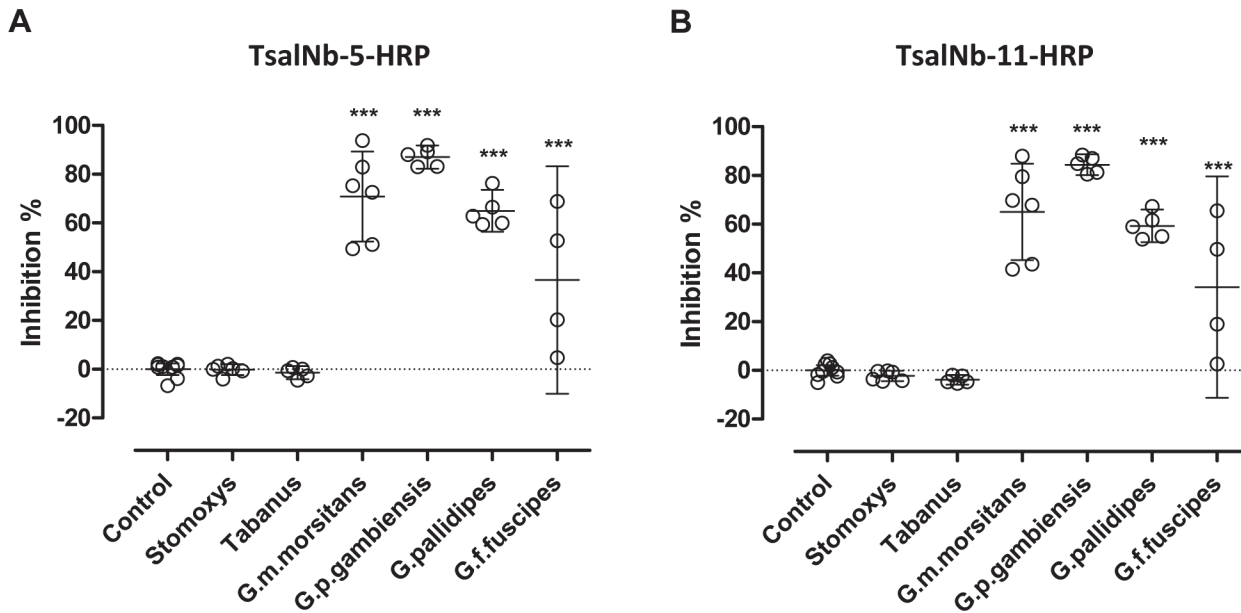 A
TsalNb-5-HRP
Inhibition %
100
80
60
40
20
0
-20
***
***
***
***
Control
Stomoxys
Tabanus
G.m.morsitans
G.p.gambiensis
G.pallidipes
G.f.fuscipes
B
TsalNb-11-HRP
Inhibition %
100
80
60
40
20
0
-20
***
***
***
***
Control
Stomoxys
Tabanus
G.m.morsitans
G.p.gambiensis
G.pallidipes
G.f.fuscipes